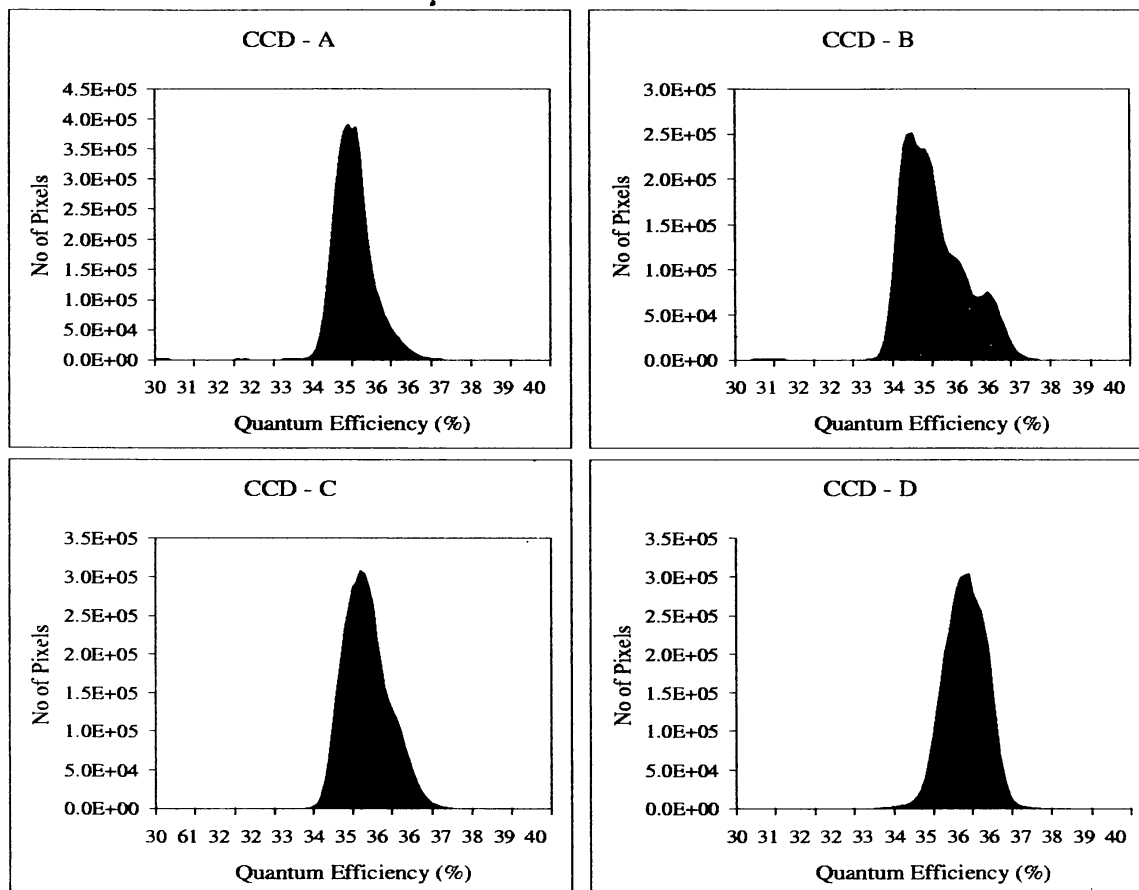 CCD - A
4.5E+05
4.0E+05
3.5E+05
3.0E+05
2.5E+05
2.0E+05
1.5E+05
1.0E+05
5.0E+04
0.0E+00
No of Pixels
30 31 32 32 34 35 36 37 39 40
Quantum Efficiency (%)
CCD - B
3.0E+05
2.5E+05
2.0E+05
1.5E+05
1.0E+05
5.0E+04
0.0E+00
No of Pixels
30 31 32 32 34 35 36 36 37 38 40
Quantum Efficiency (%)
CCD - C
3.5E+05
3.0E+05
2.5E+05
2.0E+05
1.5E+05
1.0E+05
5.0E+04
0.0E+00
No of Pixels
30 61 32 32 34 35 36 37 39 40
Quantum Efficiency (%)
CCD - D
3.5E+05
3.0E+05
2.5E+05
2.0E+05
1.5E+05
1.0E+05
5.0E+04
0.0E+00
No of Pixels
30 31 32 32 34 35 36 36 37 38 40
Quantum Efficiency (%)